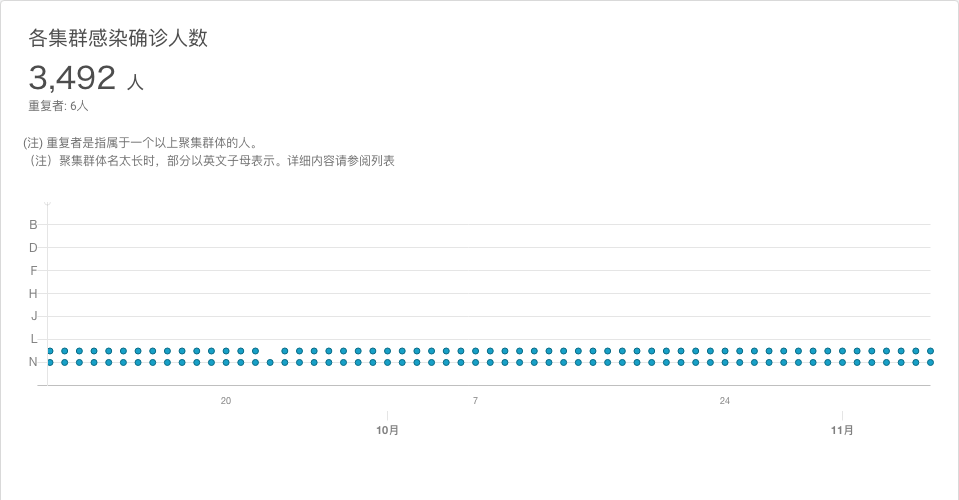 各集群感染确诊人数
3,492 人
重复者: 6人
(注) 重复者是指属于一个以上聚集群体的人。
（注）聚集群体名太长时，部分以英文子母表示。详细内容请参阅列表
B
D
F
H
J
L
N
20 7 24
10月 11月